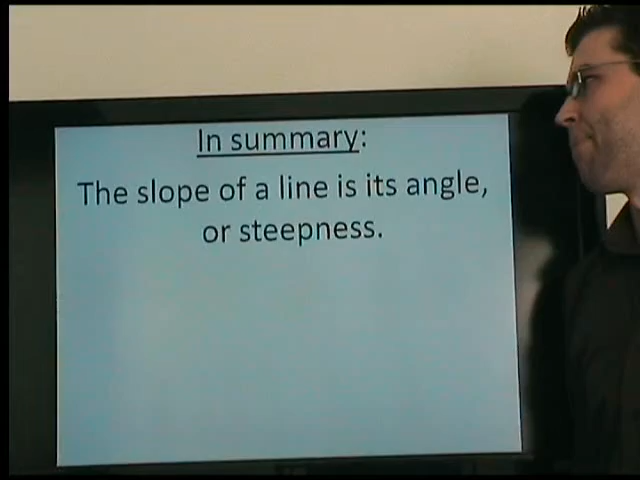 In summary:
The slope of a line is its angle,
or steepness.